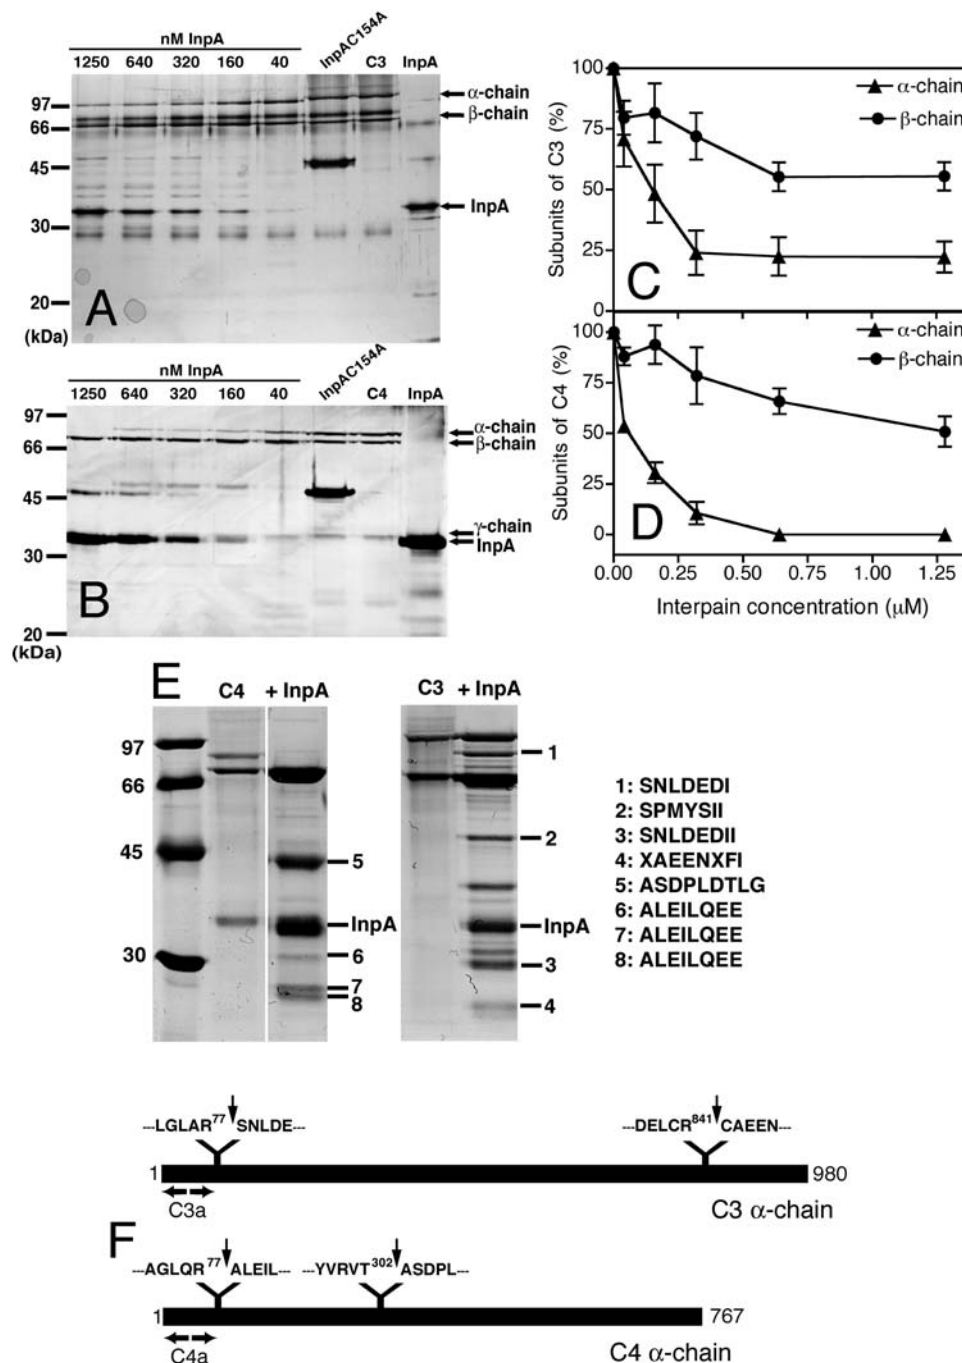 nM InpA
1250 640 320 160 40 InpAC154A C3 InpA
α-chain
97
β-chain
66
45
InpA
30
A
20
(kDa)
nM InpA
1250 640 320 160 40 InpAC154A C4 InpA
97
α-chain
66
β-chain
45
γ-chain
InpA
30
B
20
(kDa)
100
α-chain
75
β-chain
Subunits of C3 (%)
50
25
C
0
100
α-chain
β-chain
75
Subunits of C4 (%)
50
25
D
0
0.00 0.25 0.50 0.75 1.00 1.25
Interpain concentration (μM)
E
C4 + InpA C3 + InpA
97
66
45
30
5
InpA
6
7
8
1
2
InpA
3
4
1: SNLDEDI
2: SPMYSII
3: SNLDEDII
4: XAEENXFI
5: ASDPLDTLG
6: ALEILQEE
7: ALEILQEE
8: ALEILQEE
---LGLAR77 SNLDE--- ---DELCR841 CAEEN---
1 980
C3a C3 α-chain
F
---AGLQR77 ALEIL--- ---YVRVT302 ASDPL---
1 767
C4a C4 α-chain